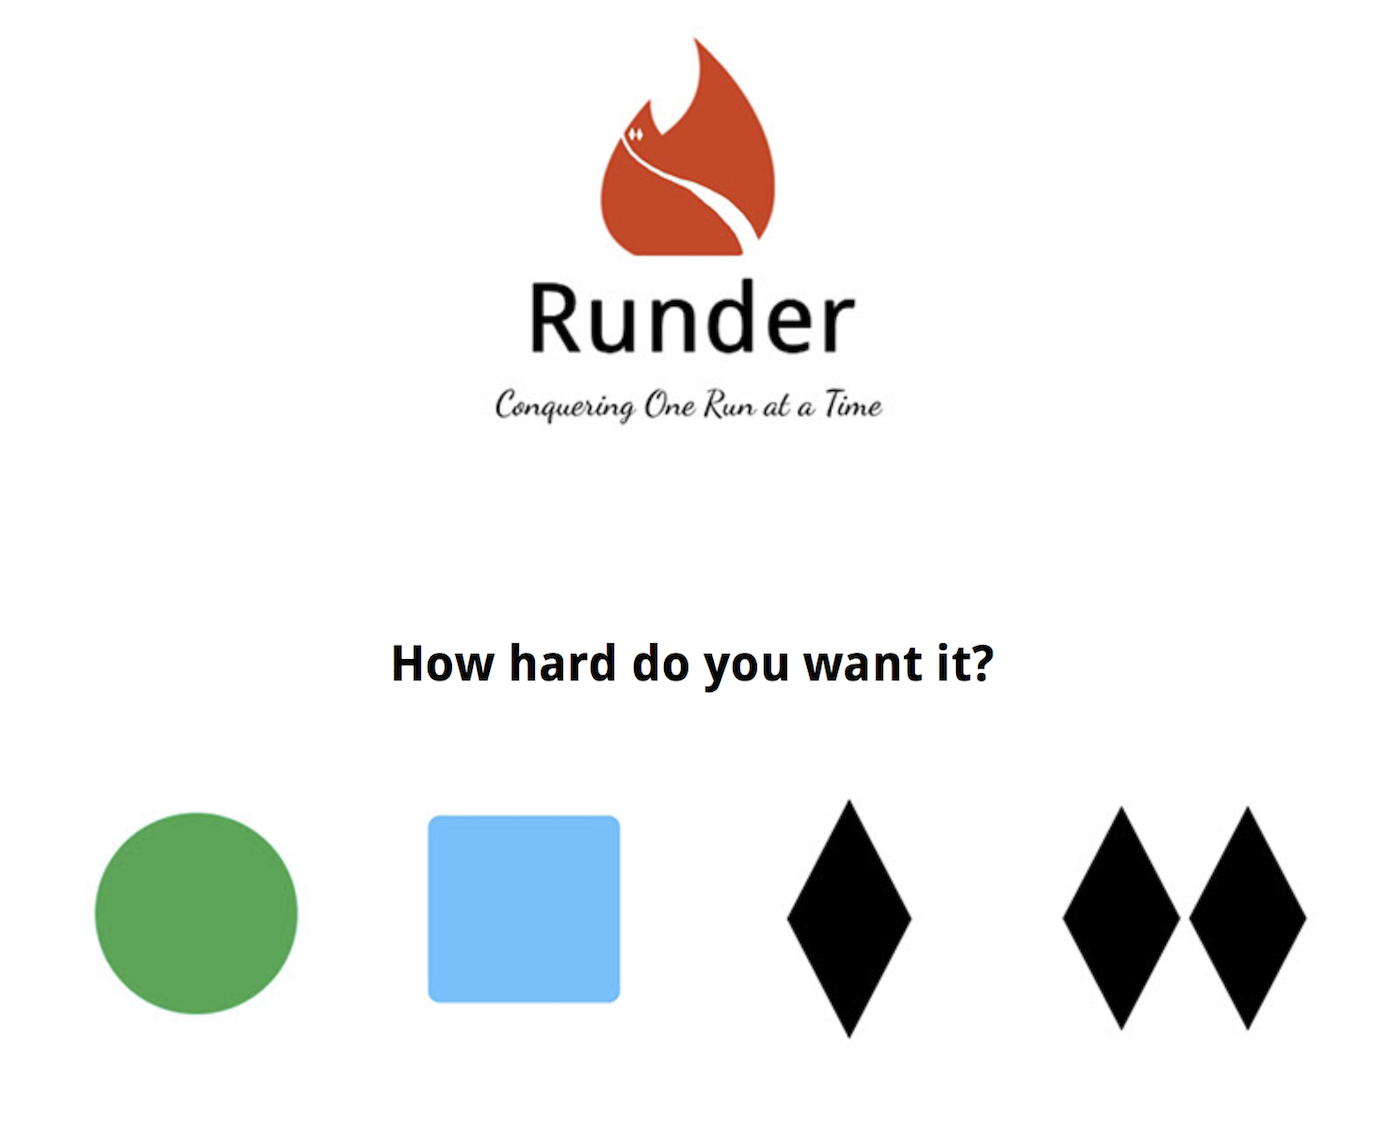 Runder
Conquering One Run at a Time
How hard do you want it?